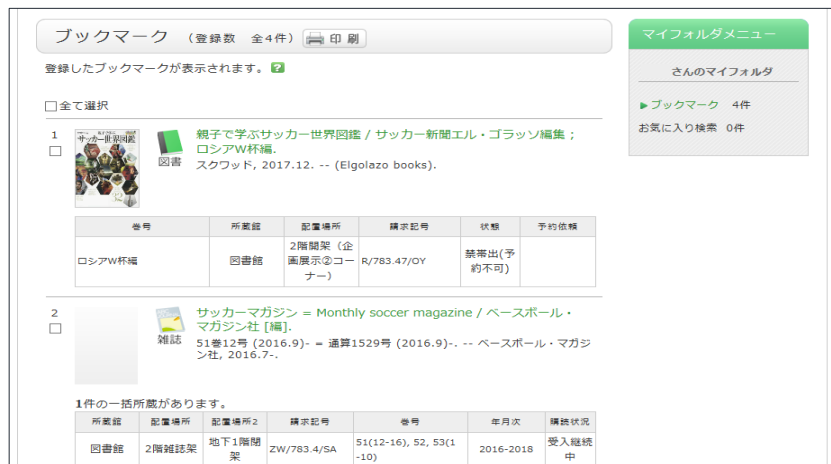 ブックマーク (登録数 全4件) 印 刷
登録したブックマークが表示されます。
全て選択
1
図書
親子で学ぶサッカー世界図鑑 / サッカー新聞エル・ゴラッソ編集 ;
ロシアW杯編.
スクワッド, 2017.12. -- (Elgolazo books).
巻号 所蔵館 配置場所 請求記号 状態 予約依頼
ロシアW杯編 図書館 2階開架（企画展示②コーナー） R/783.47/OY 禁帯出(予約不可)
2
雑誌
サッカーマガジン = Monthly soccer magazine / ベースボール・
マガジン社 [編].
51巻12号 (2016.9)- = 通算1529号 (2016.9)-. -- ベースボール・マガジ
ン社, 2016.7-.
1件の一括所蔵があります。
所蔵館 配置場所 配置場所2 請求記号 巻号 年月次 購読状況
図書館 2階雑誌架 地下1階閉架 ZW/783.4/SA 51(12-16), 52, 53(1-10) 2016-2018 受入継続中
マイフォルダメニュー
さんのマイフォルダ
ブックマーク 4件
お気に入り検索 0件